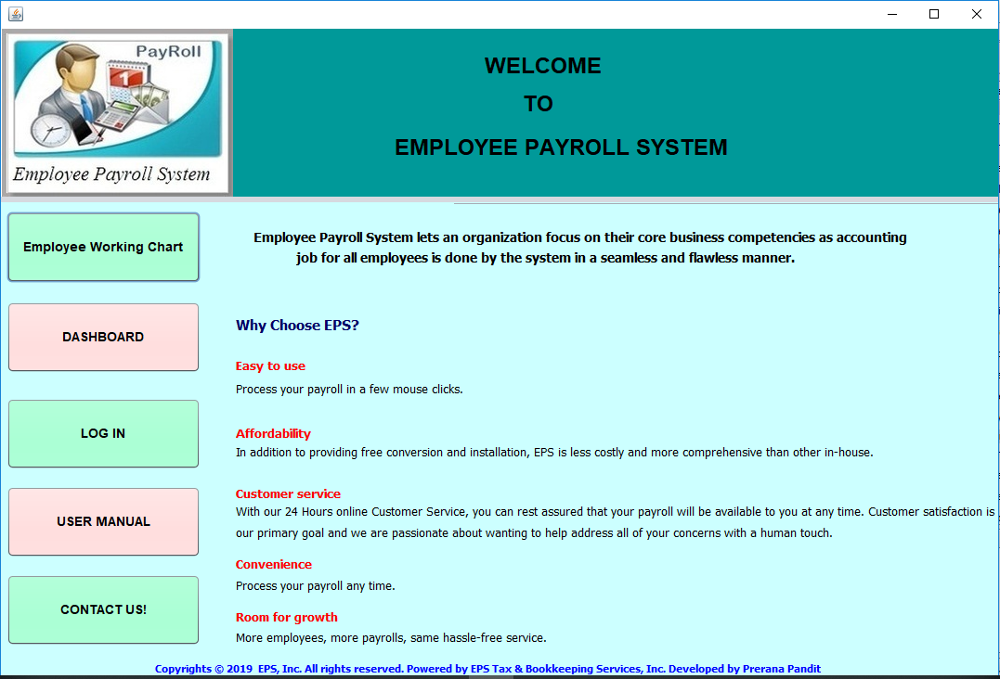 PayRoll
1
Employee Payroll System
WELCOME
TO
EMPLOYEE PAYROLL SYSTEM
Employee Working Chart
DASHBOARD
LOG IN
USER MANUAL
CONTACT US!
Employee Payroll System lets an organization focus on their core business competencies as accounting
job for all employees is done by the system in a seamless and flawless manner.
Why Choose EPS?
Easy to use
Process your payroll in a few mouse clicks.
Affordability
In addition to providing free conversion and installation, EPS is less costly and more comprehensive than other in-house.
Customer service
With our 24 Hours online Customer Service, you can rest assured that your payroll will be available to you at any time. Customer satisfaction is
our primary goal and we are passionate about wanting to help address all of your concerns with a human touch.
Convenience
Process your payroll any time.
Room for growth
More employees, more payrolls, same hassle-free service.
Copyrights © 2019  EPS, Inc. All rights reserved. Powered by EPS Tax & Bookkeeping Services, Inc. Developed by Prerana Pandit